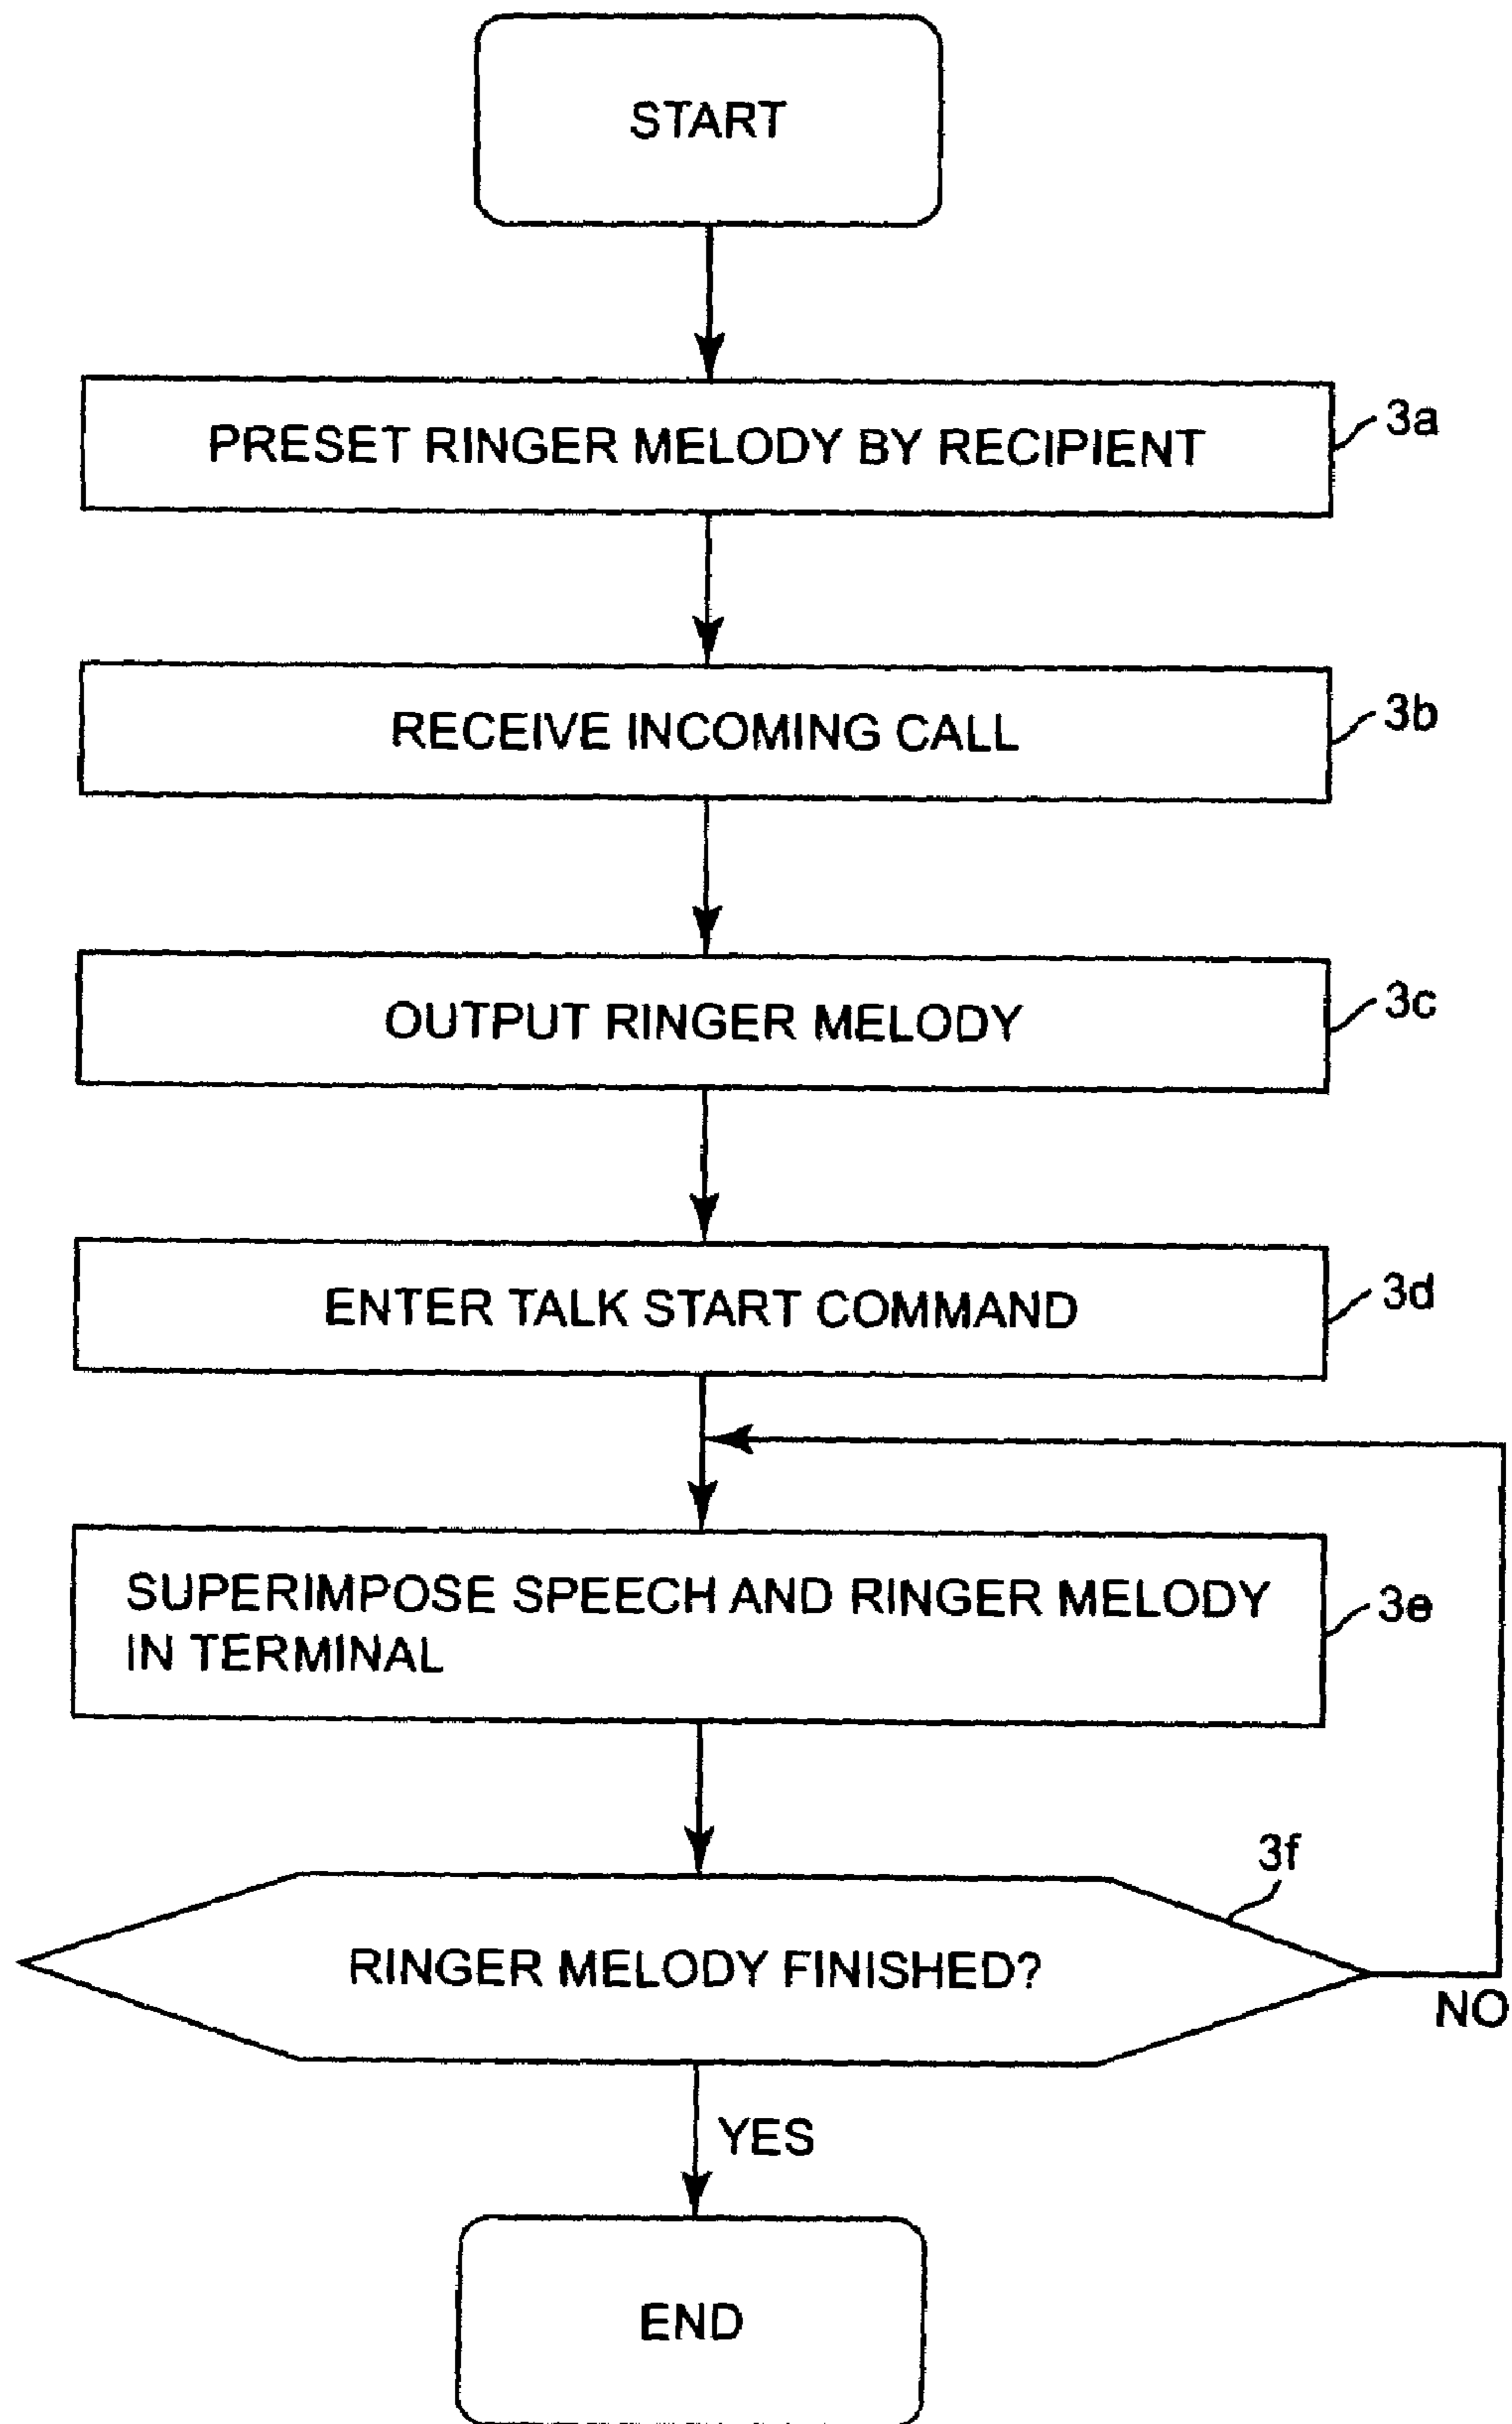 START
PRESET RINGER MELODY BY RECIPIENT
3a
RECEIVE INCOMING CALL
3b
OUTPUT RINGER MELODY
3c
ENTER TALK START COMMAND
3d
SUPERIMPOSE SPEECH AND RINGER MELODY
IN TERMINAL
3e
3f
RINGER MELODY FINISHED?
NO
YES
END